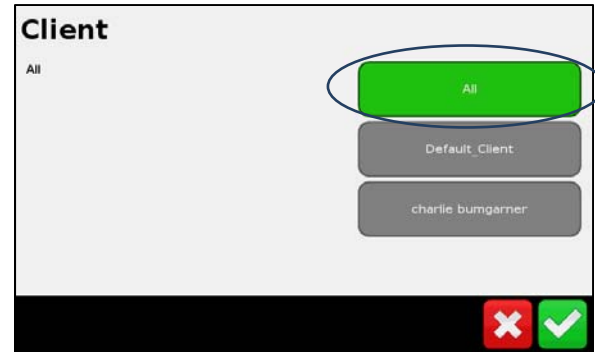 Client
All
All
Default_Client
charlie bumgarner